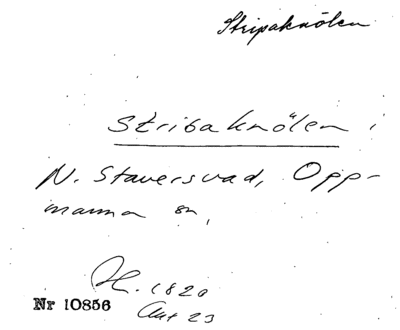 Stripaknölen
Stribaknölen i
N. Staversvad, Opp-
manna sn,
1820
Nr 10856